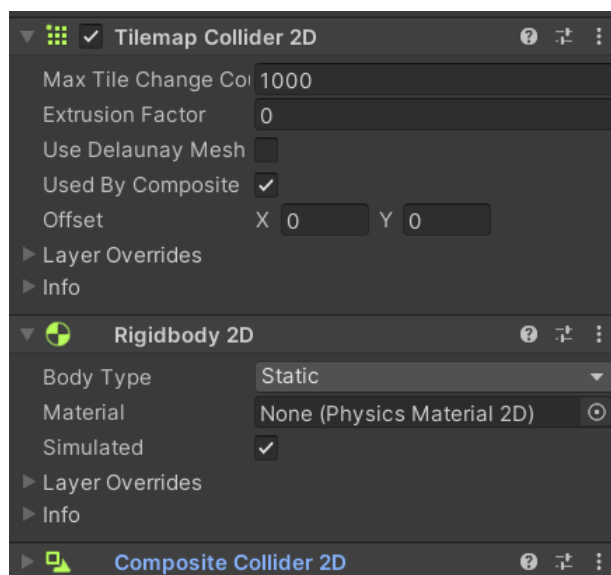 Tilemap Collider 2D
Max Tile Change Cou 1000
Extrusion Factor 0
Use Delaunay Mesh
Used By Composite
Offset X 0 Y 0
Layer Overrides
Info
Rigidbody 2D
Body Type Static
Material None (Physics Material 2D)
Simulated
Layer Overrides
Info
Composite Collider 2D